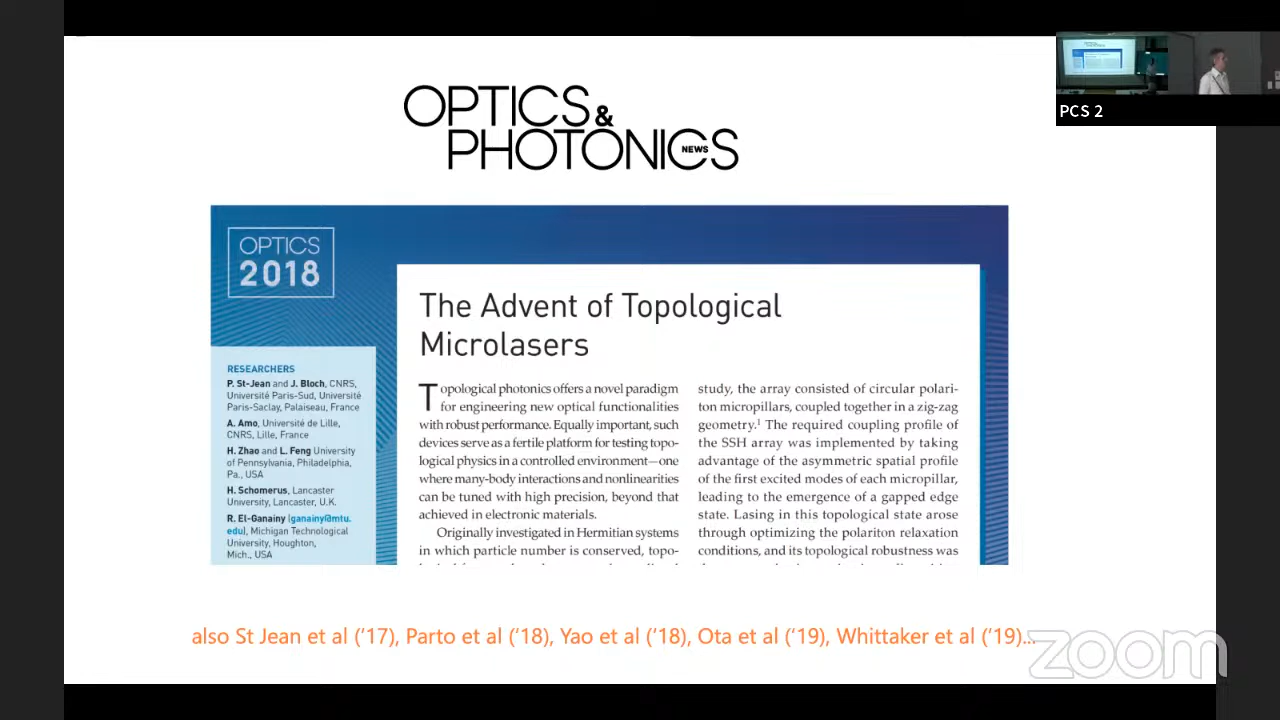 OPTICS &
PHOTONICS
NEWS
PCS 2
OPTICS
2018
The Advent of Topological
Microlasers
RESEARCHERS
P. St-Jean and J. Bloch, CNRS,
Université Paris-Sud, Université
Paris-Saclay, Palaiseau, France
A. Amo, Université de Lille,
CNRS, Lille, France
H. Zhao and L. Feng University
of Pennsylvania, Philadelphia,
Pa., USA
H. Schomerus, Lancaster
University, Lancaster, U.K.
R. El-Ganainy (ganainy@mtu.
edu), Michigan Technological
University, Houghton,
Mich., USA
Topological photonics offers a novel paradigm
for engineering new optical functionalities
with robust performance. Equally important, such
devices serve as a fertile platform for testing topo-
logical physics in a controlled environment—one
where many-body interactions and nonlinearities
can be tuned with high precision, beyond that
achieved in electronic materials.
Originally investigated in Hermitian systems
in which particle number is conserved, topo-
study, the array consisted of circular polari-
ton micropillars, coupled together in a zig-zag
geometry.¹ The required coupling profile of
the SSH array was implemented by taking
advantage of the asymmetric spatial profile
of the first excited modes of each micropillar,
leading to the emergence of a gapped edge
state. Lasing in this topological state arose
through optimizing the polariton relaxation
conditions, and its topological robustness was
also St Jean et al ('17), Parto et al ('18), Yao et al ('18), Ota et al ('19), Whittaker et al ('19)...
zoom